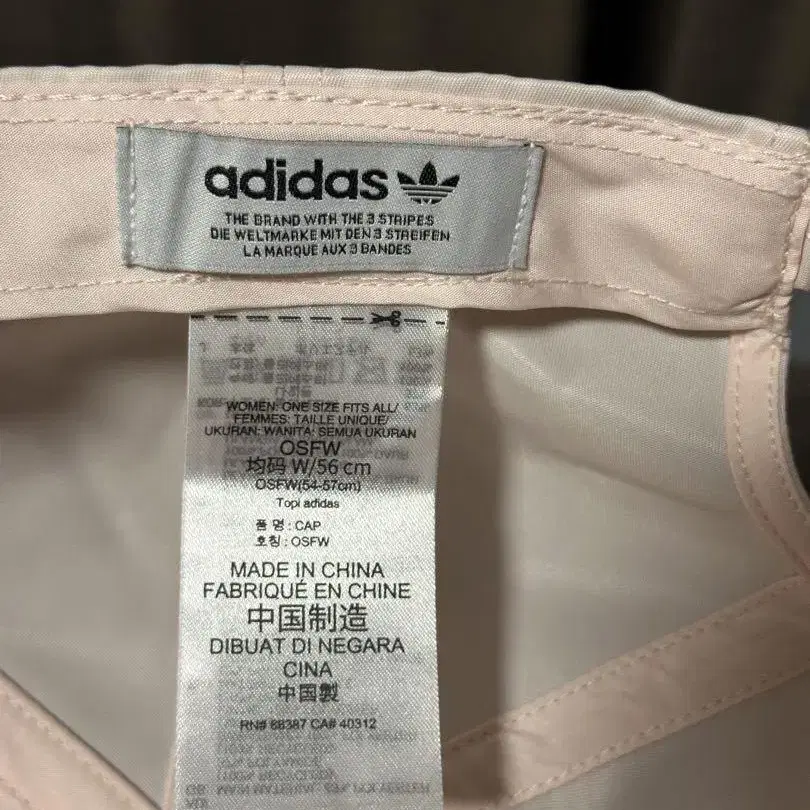 adidas
THE BRAND WITH THE 3 STRIPES
DIE WELTMARKE MIT DEN 3 STREIFEN
LA MARQUE AUX 3 BANDES
WOMEN: ONE SIZE FITS ALL/
FEMMES: TAILLE UNIQUE/
UKURAN: WANITA: SEMUA UKURAN
OSFW
均码 W/56 cm
OSFW(54-57cm)
Topi adidas
품 명 : CAP
호칭 : OSFW
MADE IN CHINA
FABRIQUÉ EN CHINE
中国制造
DIBUAT DI NEGARA
CINA
中国製
RN# 88387 CA# 40312